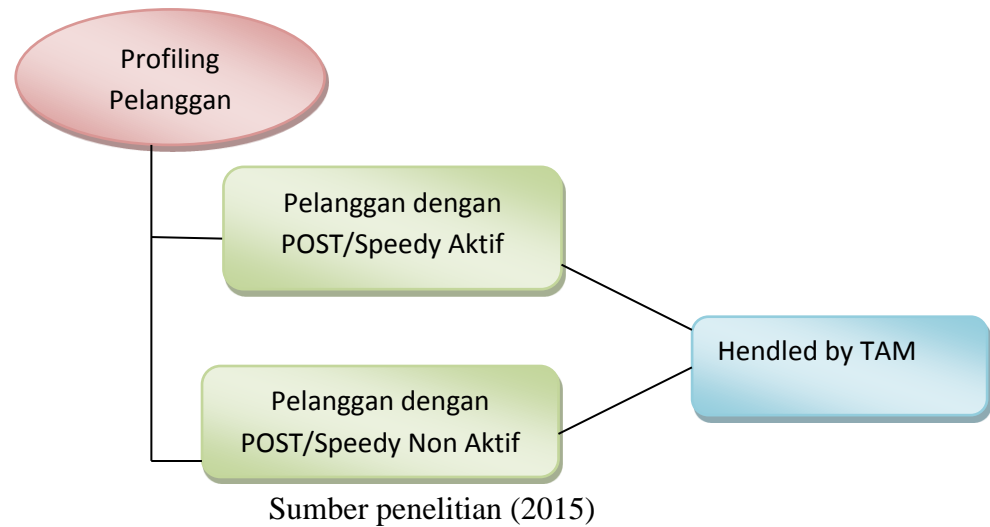 Profiling
Pelanggan
Pelanggan dengan
POST/Speedy Aktif
Hendled by TAM
Pelanggan dengan
POST/Speedy Non Aktif
Sumber penelitian (2015)